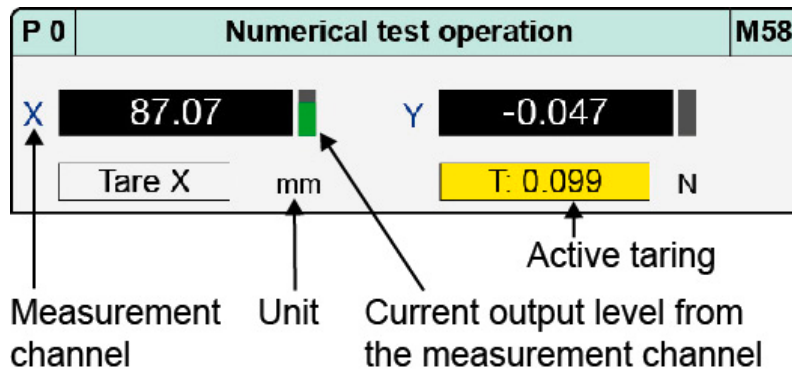 P 0 Numerical test operation M58
X 87.07 Y -0.047
Tare X mm T: 0.099 N
Active taring
Measurement Unit Current output level from
channel the measurement channel